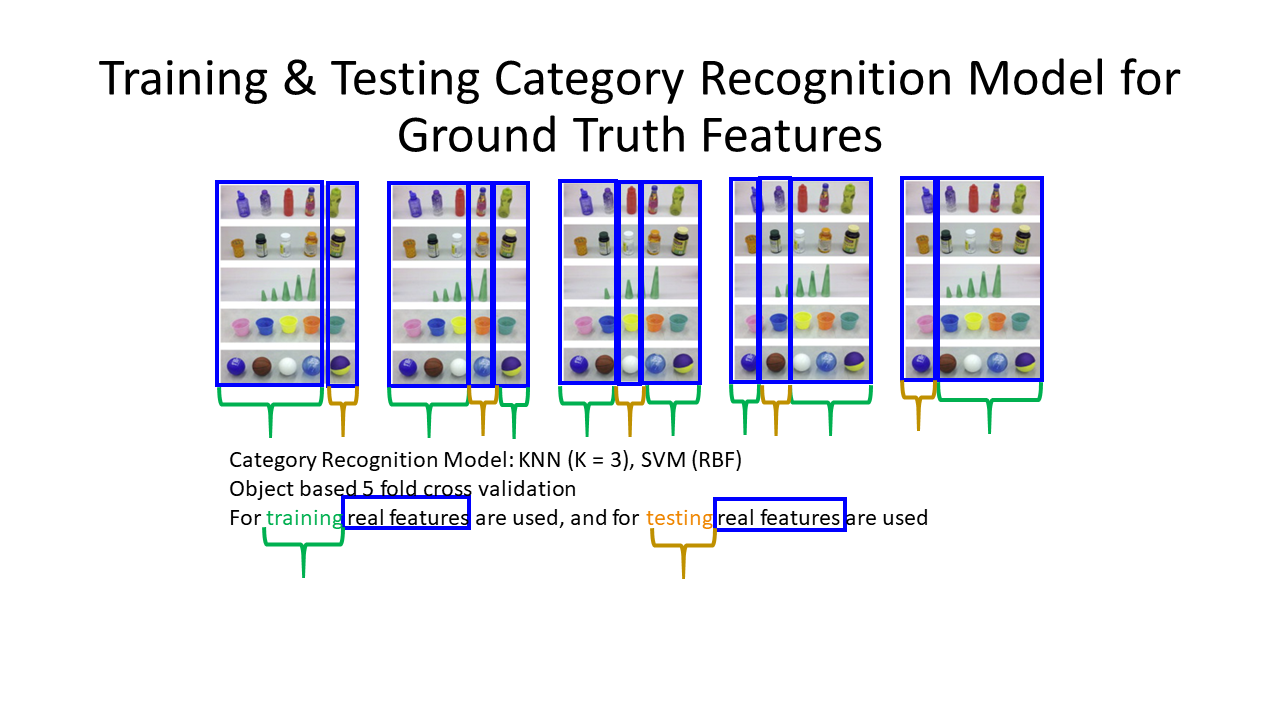 Training & Testing Category Recognition Model for
Ground Truth Features
Category Recognition Model: KNN (K = 3), SVM (RBF)
Object based 5 fold cross validation
For training real features are used, and for testing real features are used